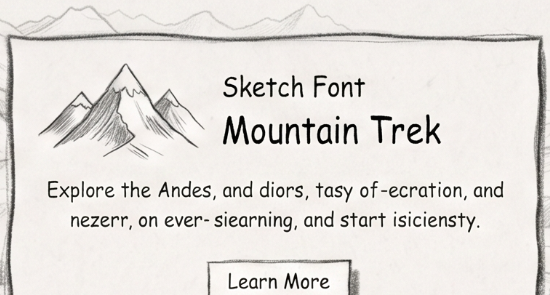 Sketch Font
Mountain Trek
Explore the Andes, and diors, tasy of-ecration, and
nezerr, on ever- siearning, and start isiciensty.
Learn More